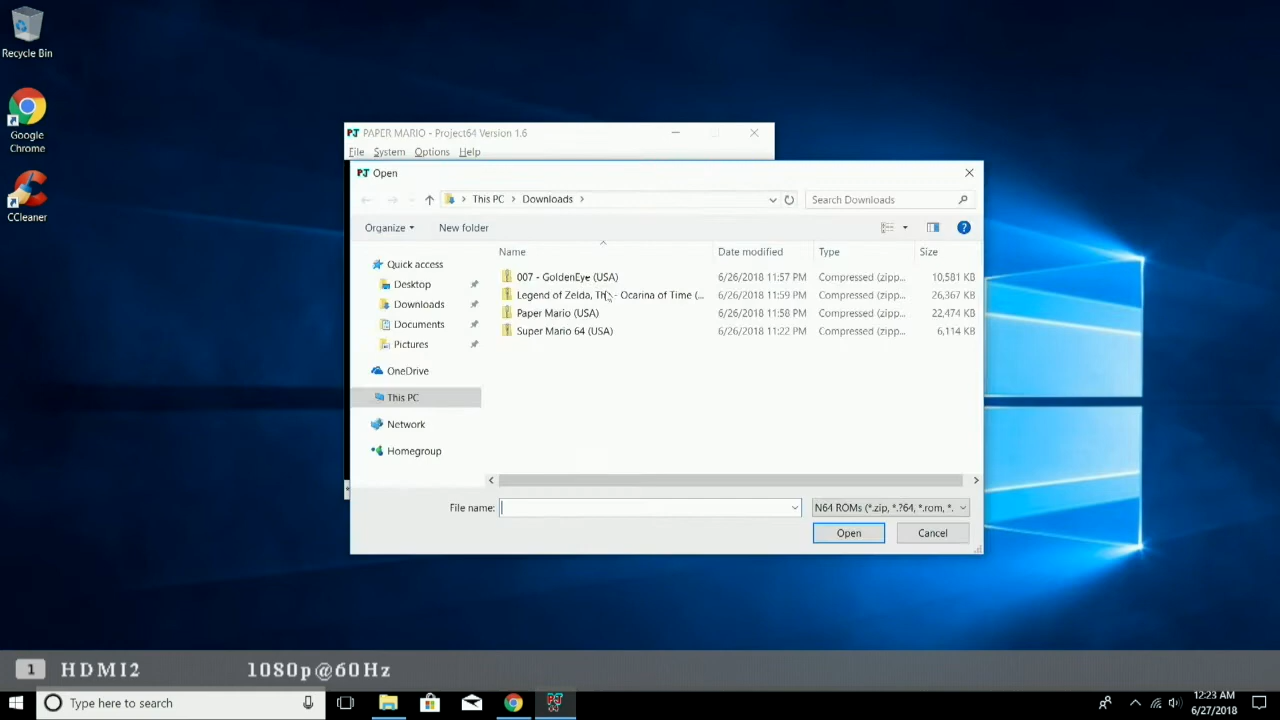 Recycle Bin
Google
Chrome
CCleaner
PAPER MARIO - Project64 Version 1.6
File System Options Help
Open
This PC Downloads
Search Downloads
Organize New folder
Name Date modified Type Size
Quick access
Desktop
Downloads
Documents
Pictures
OneDrive
This PC
Network
Homegroup
007 - GoldenEye (USA) 6/26/2018 11:57 PM Compressed (zipp... 10,581 KB
Legend of Zelda, The - Ocarina of Time (... 6/26/2018 11:59 PM Compressed (zipp... 26,367 KB
Paper Mario (USA) 6/26/2018 11:58 PM Compressed (zipp... 22,474 KB
Super Mario 64 (USA) 6/26/2018 11:22 PM Compressed (zipp... 6,114 KB
File name: N64 ROMs (*.zip, *.?64, *.rom, *.
Open Cancel
1 HDMI2 1080p@60Hz
Type here to search
12:23 AM
6/27/2018